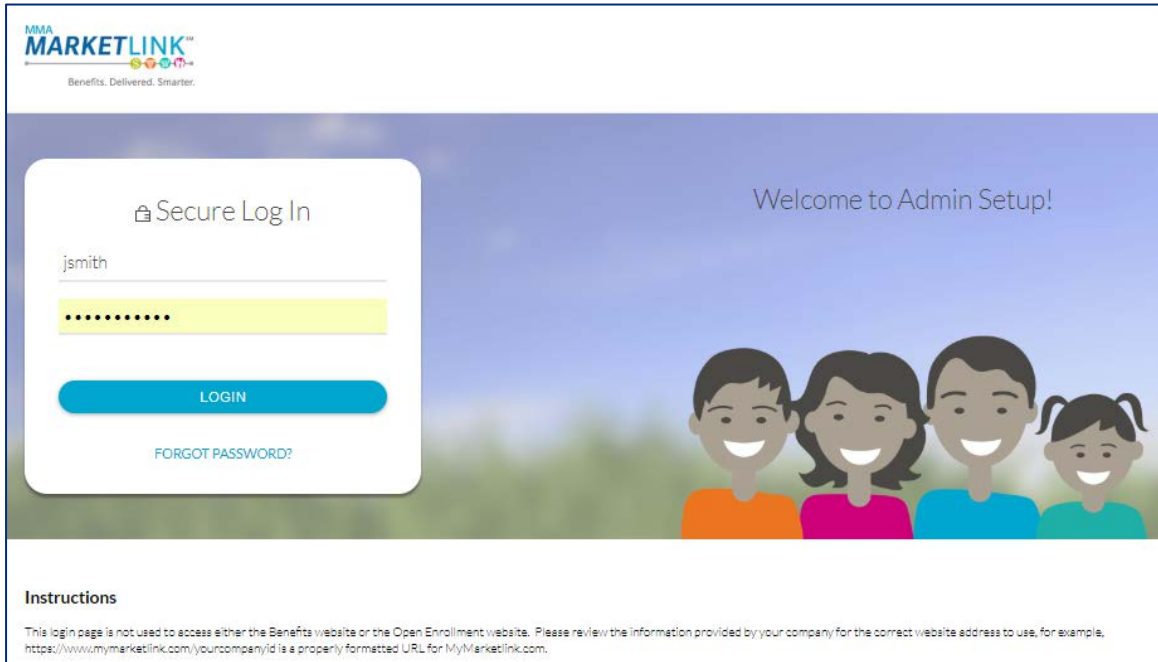 MMA
MARKETLINK℠
S T W M
Benefits. Delivered. Smarter.
Secure Log In
jsmith
•••••••••••
LOGIN
FORGOT PASSWORD?
Welcome to Admin Setup!
Instructions
This login page is not used to access either the Benefits website or the Open Enrollment website. Please review the information provided by your company for the correct website address to use, for example,
https://www.mymarketlink.com/yourcompanyid is a properly formatted URL for MyMarketlink.com.